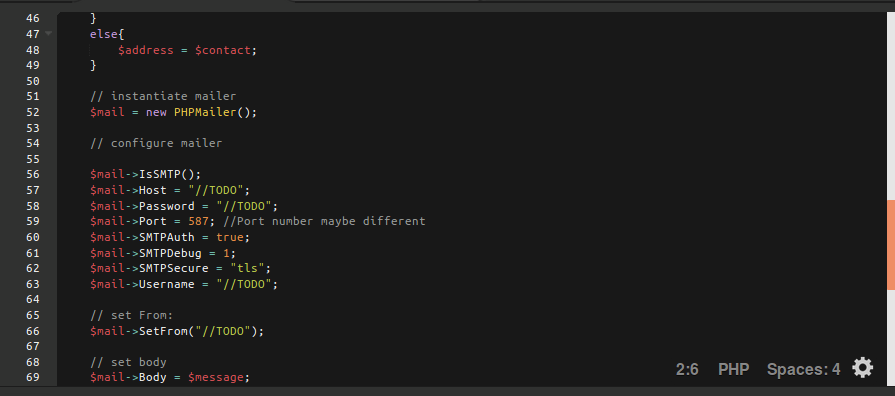 46 }
47 else{
48 $address = $contact;
49 }
50
51 // instantiate mailer
52 $mail = new PHPMailer();
53
54 // configure mailer
55
56 $mail->IsSMTP();
57 $mail->Host = "//TODO";
58 $mail->Password = "//TODO";
59 $mail->Port = 587; //Port number maybe different
60 $mail->SMTPAuth = true;
61 $mail->SMTPDebug = 1;
62 $mail->SMTPSecure = "tls";
63 $mail->Username = "//TODO";
64
65 // set From:
66 $mail->SetFrom("//TODO");
67
68 // set body
69 $mail->Body = $message;
2:6 PHP Spaces: 4